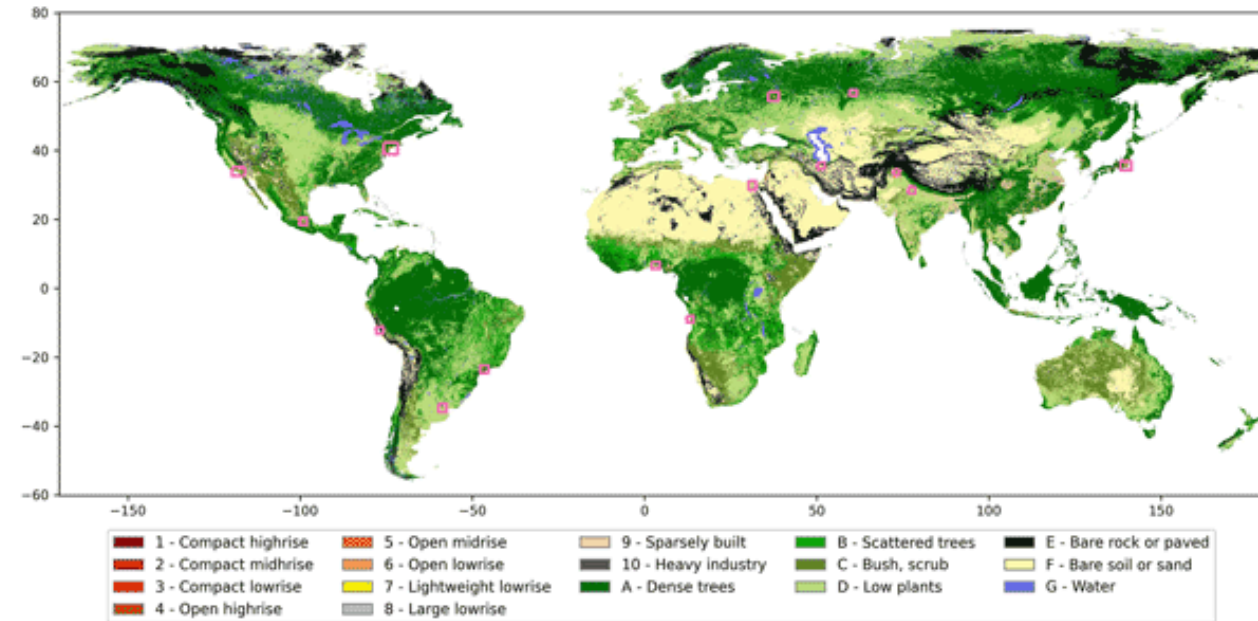 80
60
40
20
0
−20
−40
−60
−150 −100 −50 0 50 100 150
1 - Compact highrise 5 - Open midrise 9 - Sparsely built B - Scattered trees E - Bare rock or paved
2 - Compact midhrise 6 - Open lowrise 10 - Heavy industry C - Bush, scrub F - Bare soil or sand
3 - Compact lowrise 7 - Lightweight lowrise A - Dense trees D - Low plants G - Water
4 - Open highrise 8 - Large lowrise